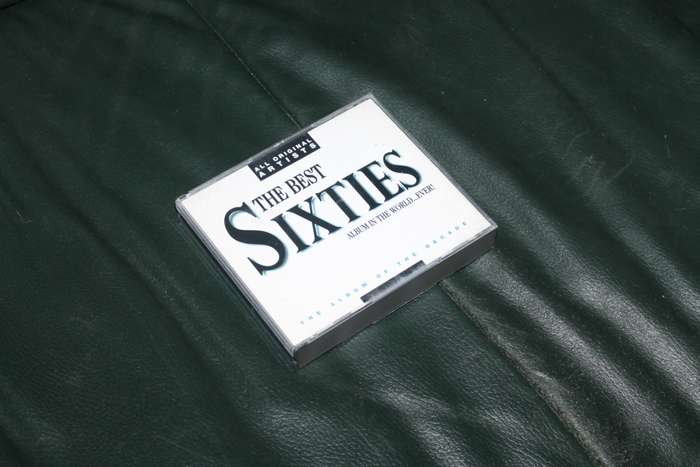 ALL ORIGINAL
ARTISTS
THE BEST
SIXTIES
ALBUM IN THE WORLD...EVER!
THE ALBUM OF THE DECADE